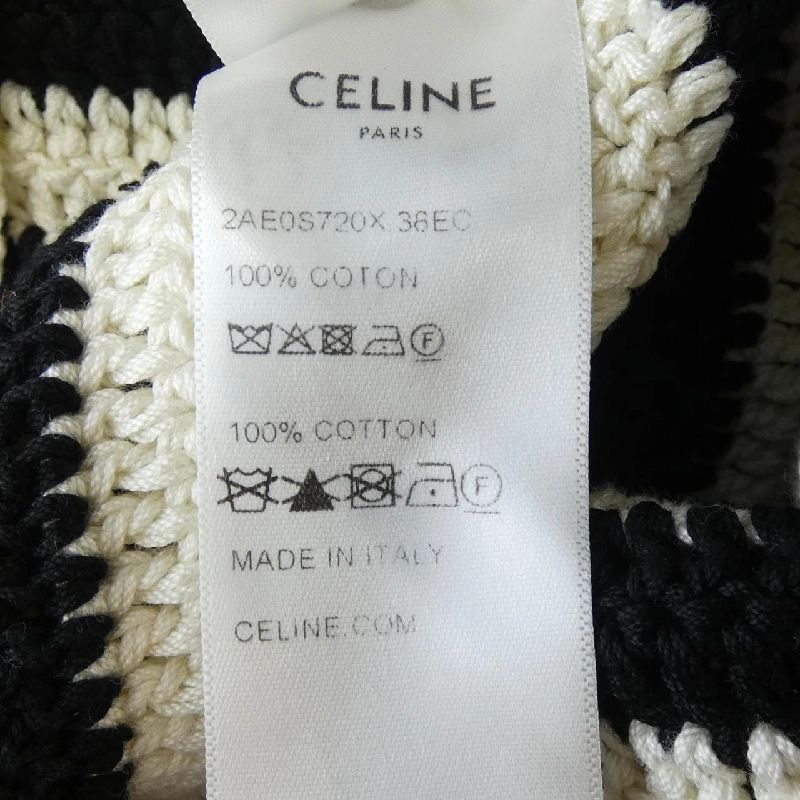 CELINE
PARIS
2AE0S720X 38EC
100% COTON
F
100% COTTON
F
MADE IN ITALY
CELINE.COM